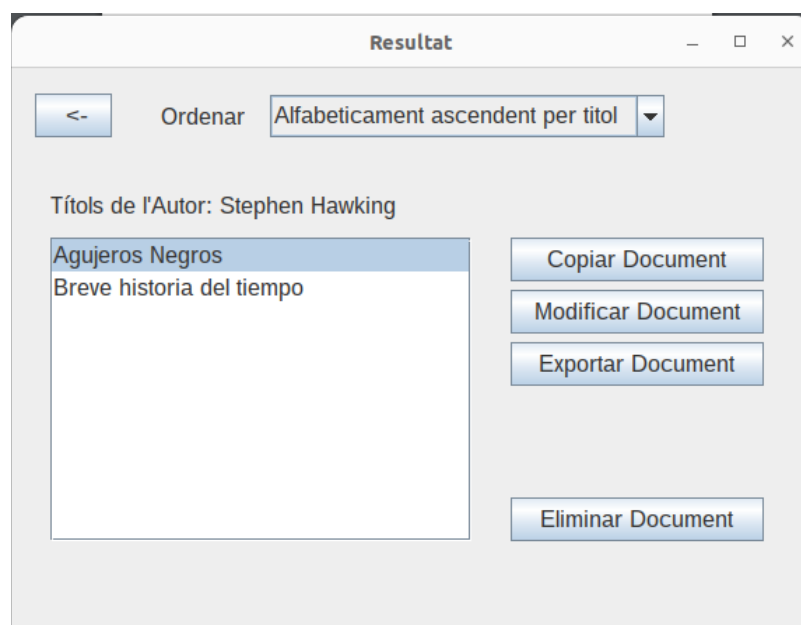 Resultat
<- Ordenar Alfabeticament ascendent per titol
Títols de l'Autor: Stephen Hawking
Agujeros Negros
Breve historia del tiempo
Copiar Document
Modificar Document
Exportar Document
Eliminar Document